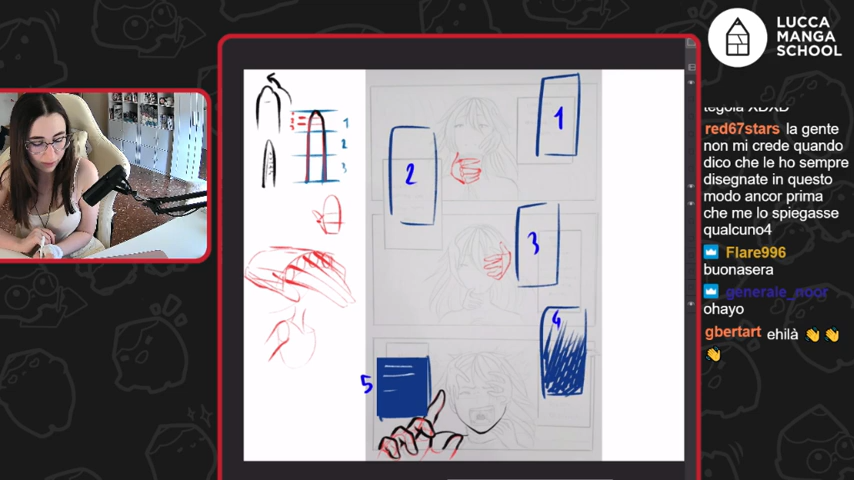 LUCCA
MANGA
SCHOOL
tegola XDXD
red67stars la gente
non mi crede quando
dico che le ho sempre
disegnate in questo
modo ancor prima
che me lo spiegasse
qualcuno4
Flare996
buonasera
generale_noor
ohayo
gbertart ehilà
1
2
3
1
2
3
4
5